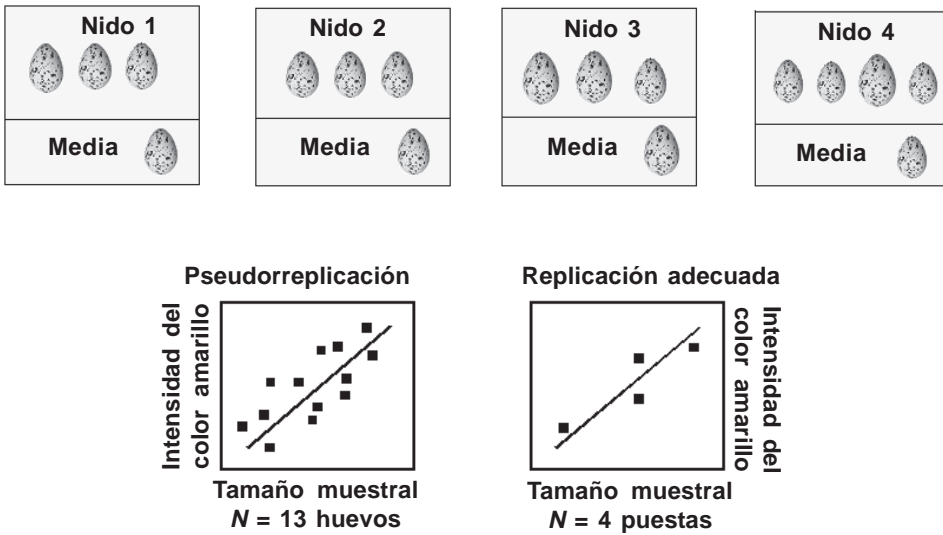 Nido 1
Media
Nido 2
Media
Nido 3
Media
Nido 4
Media
Pseudorreplicación
Intensidad del
color amarillo
Tamaño muestral
N = 13 huevos
Replicación adecuada
Intensidad del
color amarillo
Tamaño muestral
N = 4 puestas